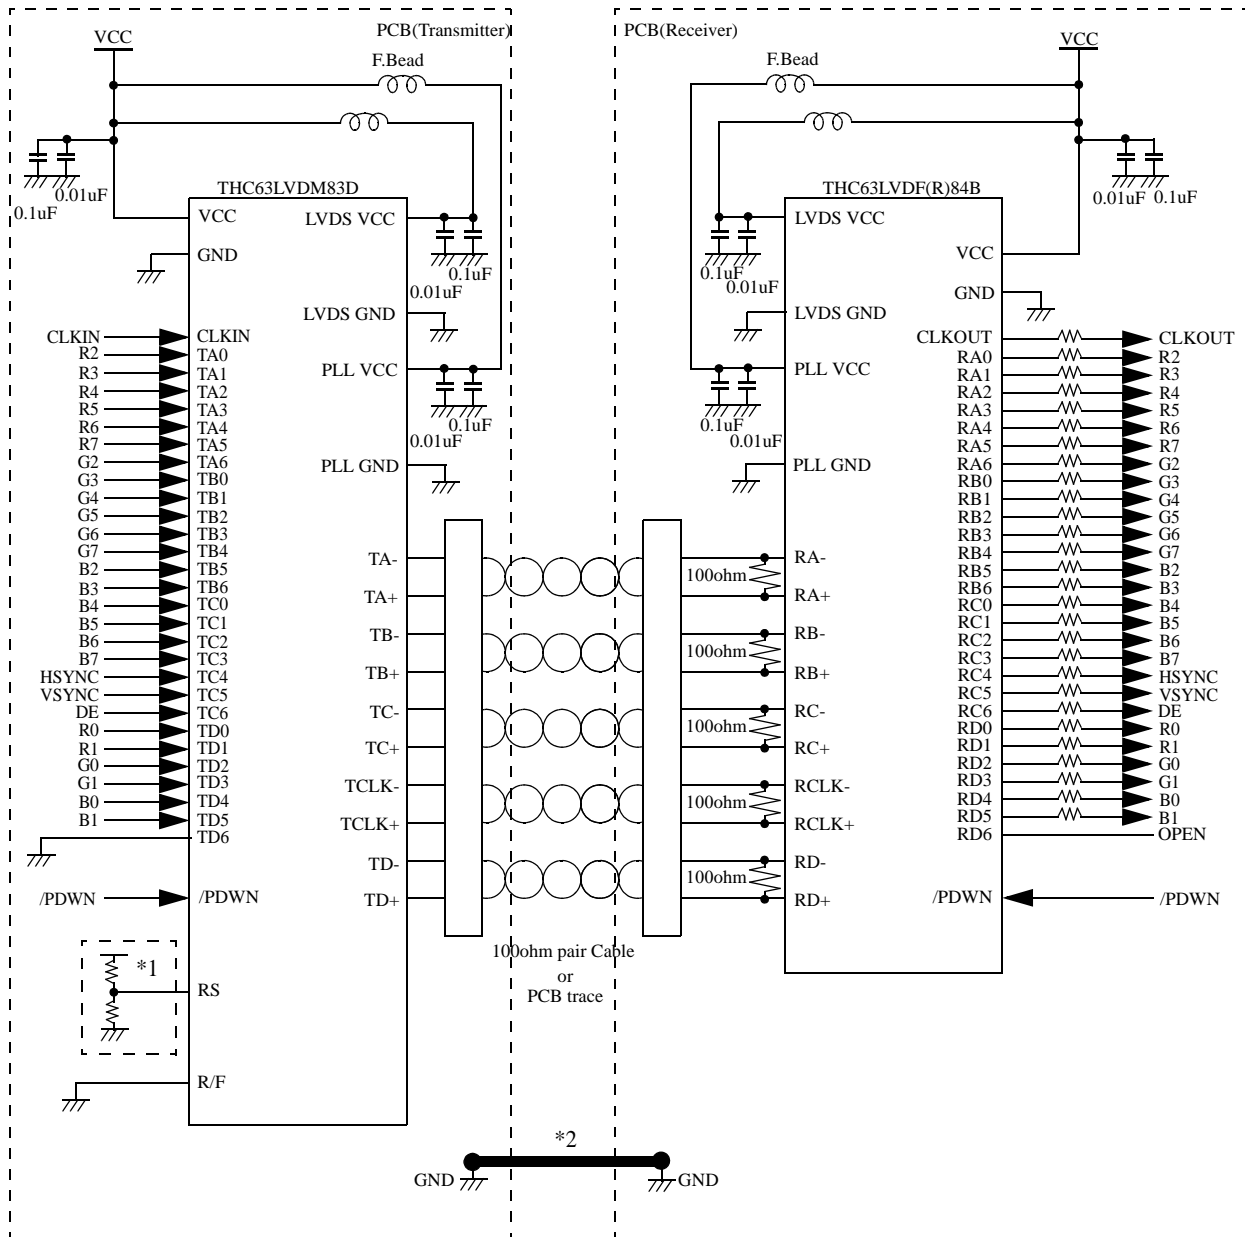 PCB(Transmitter)
VCC
F.Bead
0.01uF
0.1uF
THC63LVDM83D
VCC
LVDS VCC
GND
0.1uF
0.01uF
LVDS GND
CLKIN CLKIN
R2 TA0
R3 TA1
PLL VCC
R4 TA2
R5 TA3
R6 TA4
0.1uF
0.01uF
R7 TA5
G2 TA6
PLL GND
G3 TB0
G4 TB1
G5 TB2
G6 TB3
G7 TB4
B2 TB5
B3 TB6
B4 TC0
B5 TC1
B6 TC2
B7 TC3
HSYNC TC4
VSYNC TC5
DE TC6
R0 TD0
R1 TD1
G0 TD2
G1 TD3
B0 TD4
B1 TD5
TD6
TA-
TA+
TB-
TB+
TC-
TC+
TCLK-
TCLK+
TD-
TD+
/PDWN /PDWN
*1
RS
R/F
100ohm pair Cable
or
PCB trace
*2
GND
GND
PCB(Receiver)
VCC
F.Bead
0.01uF 0.1uF
THC63LVDF(R)84B
LVDS VCC
VCC
0.1uF
0.01uF
GND
LVDS GND
PLL VCC
0.1uF
0.01uF
PLL GND
100ohm
RA-
RA+
100ohm
RB-
RB+
100ohm
RC-
RC+
100ohm
RCLK-
RCLK+
100ohm
RD-
RD+
CLKOUT CLKOUT
RA0 R2
RA1 R3
RA2 R4
RA3 R5
RA4 R6
RA5 R7
RA6 G2
RB0 G3
RB1 G4
RB2 G5
RB3 G6
RB4 G7
RB5 B2
RB6 B3
RC0 B4
RC1 B5
RC2 B6
RC3 B7
RC4 HSYNC
RC5 VSYNC
RC6 DE
RD0 R0
RD1 R1
RD2 G0
RD3 G1
RD4 B0
RD5 B1
RD6 OPEN
/PDWN /PDWN